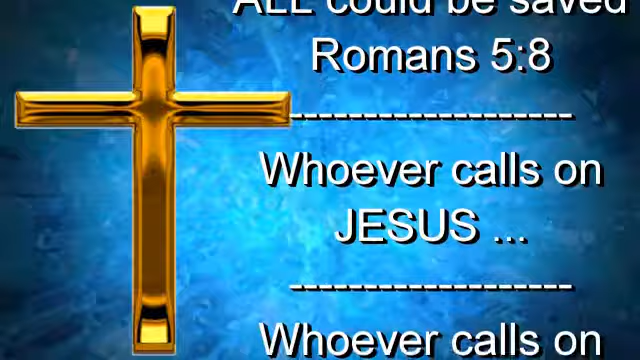 ALL could be saved
Romans 5:8
--------------------
Whoever calls on
JESUS ...
--------------------
Whoever calls on